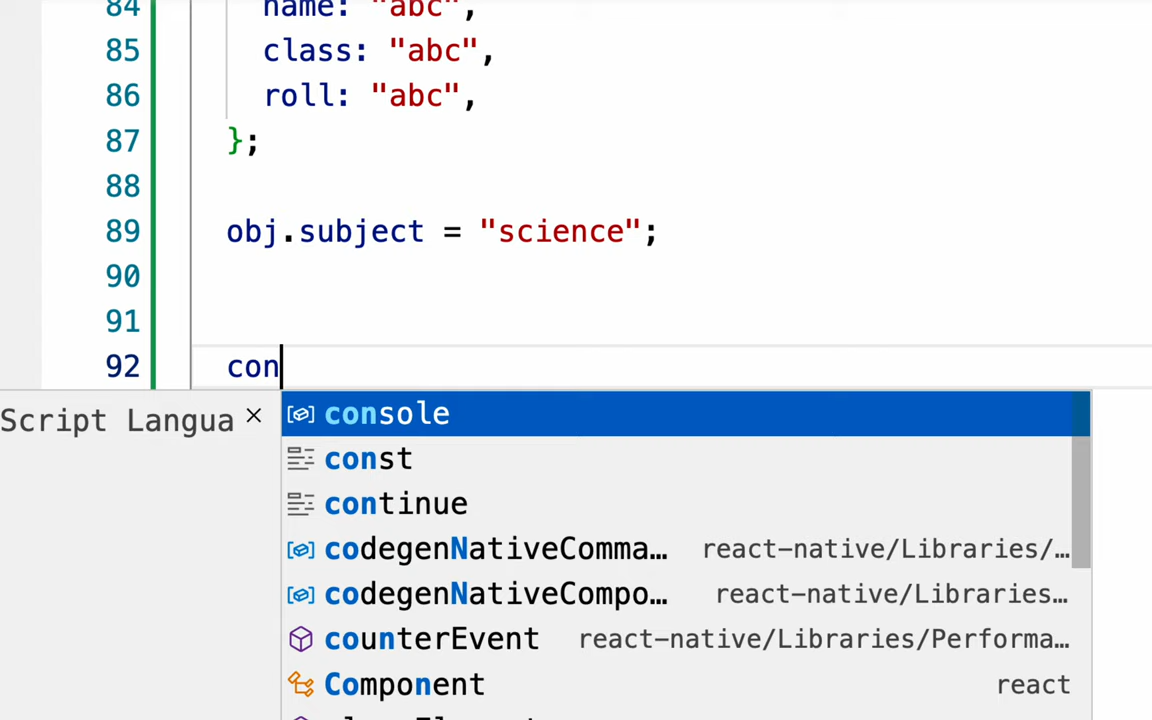 84 name: "abc",
85 class: "abc",
86 roll: "abc",
87 };
88
89 obj.subject = "science";
90
91
92 con
Script Langua ×
console
const
continue
codegenNativeComma… react-native/Libraries/…
codegenNativeCompo… react-native/Libraries…
counterEvent react-native/Libraries/Performa…
Component react